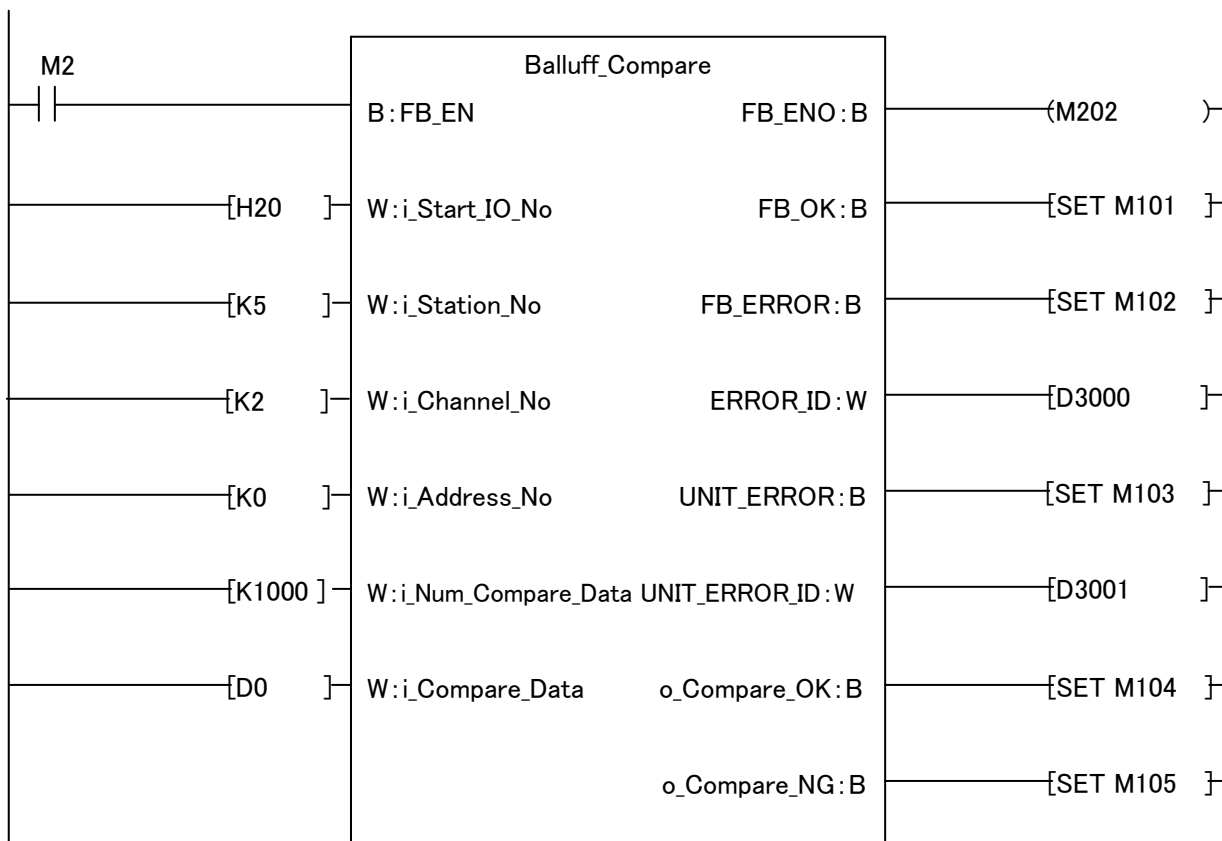 M2
Balluff_Compare
B:FB_EN FB_ENO:B (M202 )
[H20 ] W:i_Start_IO_No FB_OK:B [SET M101 ]
[K5 ] W:i_Station_No FB_ERROR:B [SET M102 ]
[K2 ] W:i_Channel_No ERROR_ID:W [D3000 ]
[K0 ] W:i_Address_No UNIT_ERROR:B [SET M103 ]
[K1000 ] W:i_Num_Compare_Data UNIT_ERROR_ID:W [D3001 ]
[D0 ] W:i_Compare_Data o_Compare_OK:B [SET M104 ]
o_Compare_NG:B [SET M105 ]